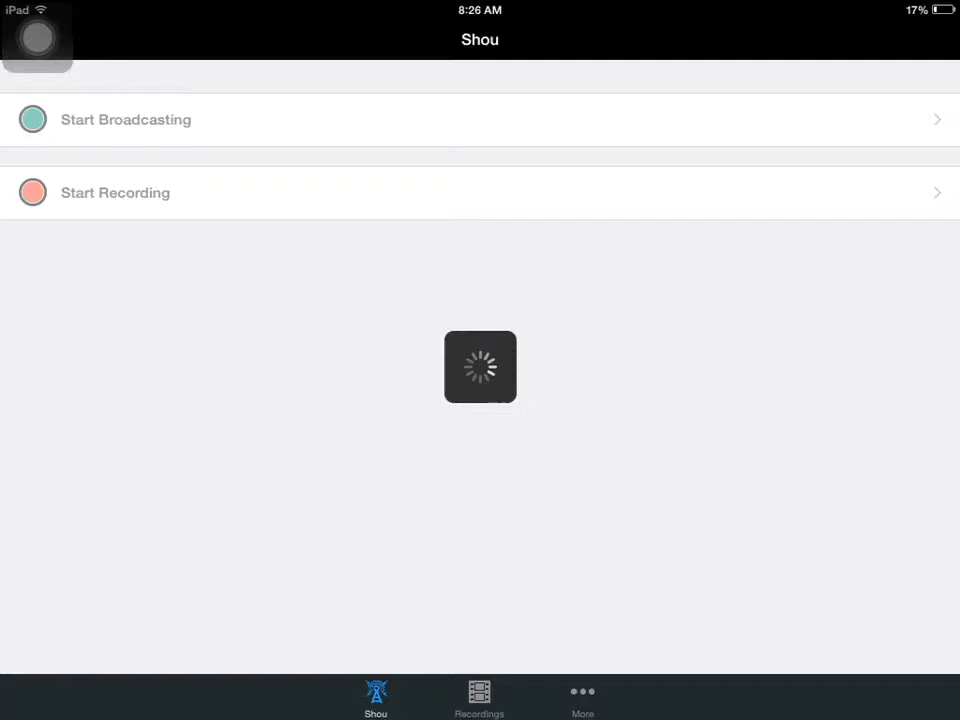 iPad 8:26 AM 17%
Shou
Start Broadcasting
Start Recording
Shou Recordings More